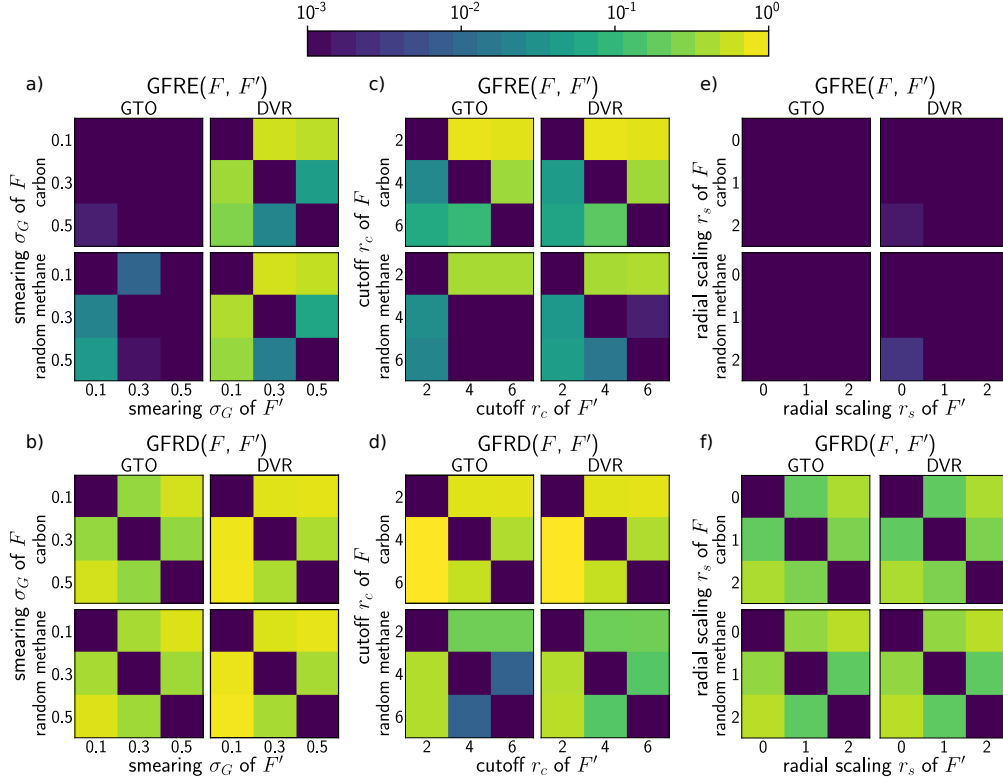 10⁻³ 10⁻² 10⁻¹ 10⁰
a) c) e)
GFRE(F, F′) GFRE(F, F′) GFRE(F, F′)
GTO DVR GTO DVR GTO DVR
smearing σ_G of F
carbon
0.1
0.3
0.5
random methane
0.1
0.3
0.5
0.1 0.3 0.5 0.1 0.3 0.5
smearing σ_G of F′
cutoff r_c of F
2
4
6
2
4
6
2 4 6 2 4 6
cutoff r_c of F′
radial scaling r_s of F
carbon
0
1
2
random methane
0
1
2
0 1 2 0 1 2
radial scaling r_s of F′
b) d) f)
GFRD(F, F′) GFRD(F, F′) GFRD(F, F′)
GTO DVR GTO DVR GTO DVR
smearing σ_G of F
carbon
0.1
0.3
0.5
random methane
0.1
0.3
0.5
0.1 0.3 0.5 0.1 0.3 0.5
smearing σ_G of F′
cutoff r_c of F
carbon
2
4
6
random methane
2
4
6
2 4 6 2 4 6
cutoff r_c of F′
radial scaling r_s of F
carbon
0
1
2
random methane
0
1
2
0 1 2 0 1 2
radial scaling r_s of F′